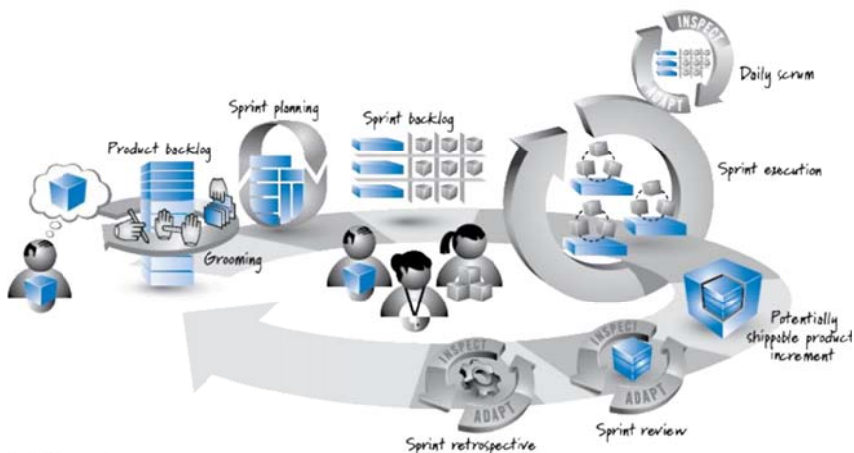 INSPECT
ADAPT
Daily scrum
Sprint planning
Sprint backlog
Product backlog
Sprint execution
Grooming
Potentially
shippable product
increment
INSPECT
ADAPT
Sprint retrospective
INSPECT
ADAPT
Sprint review